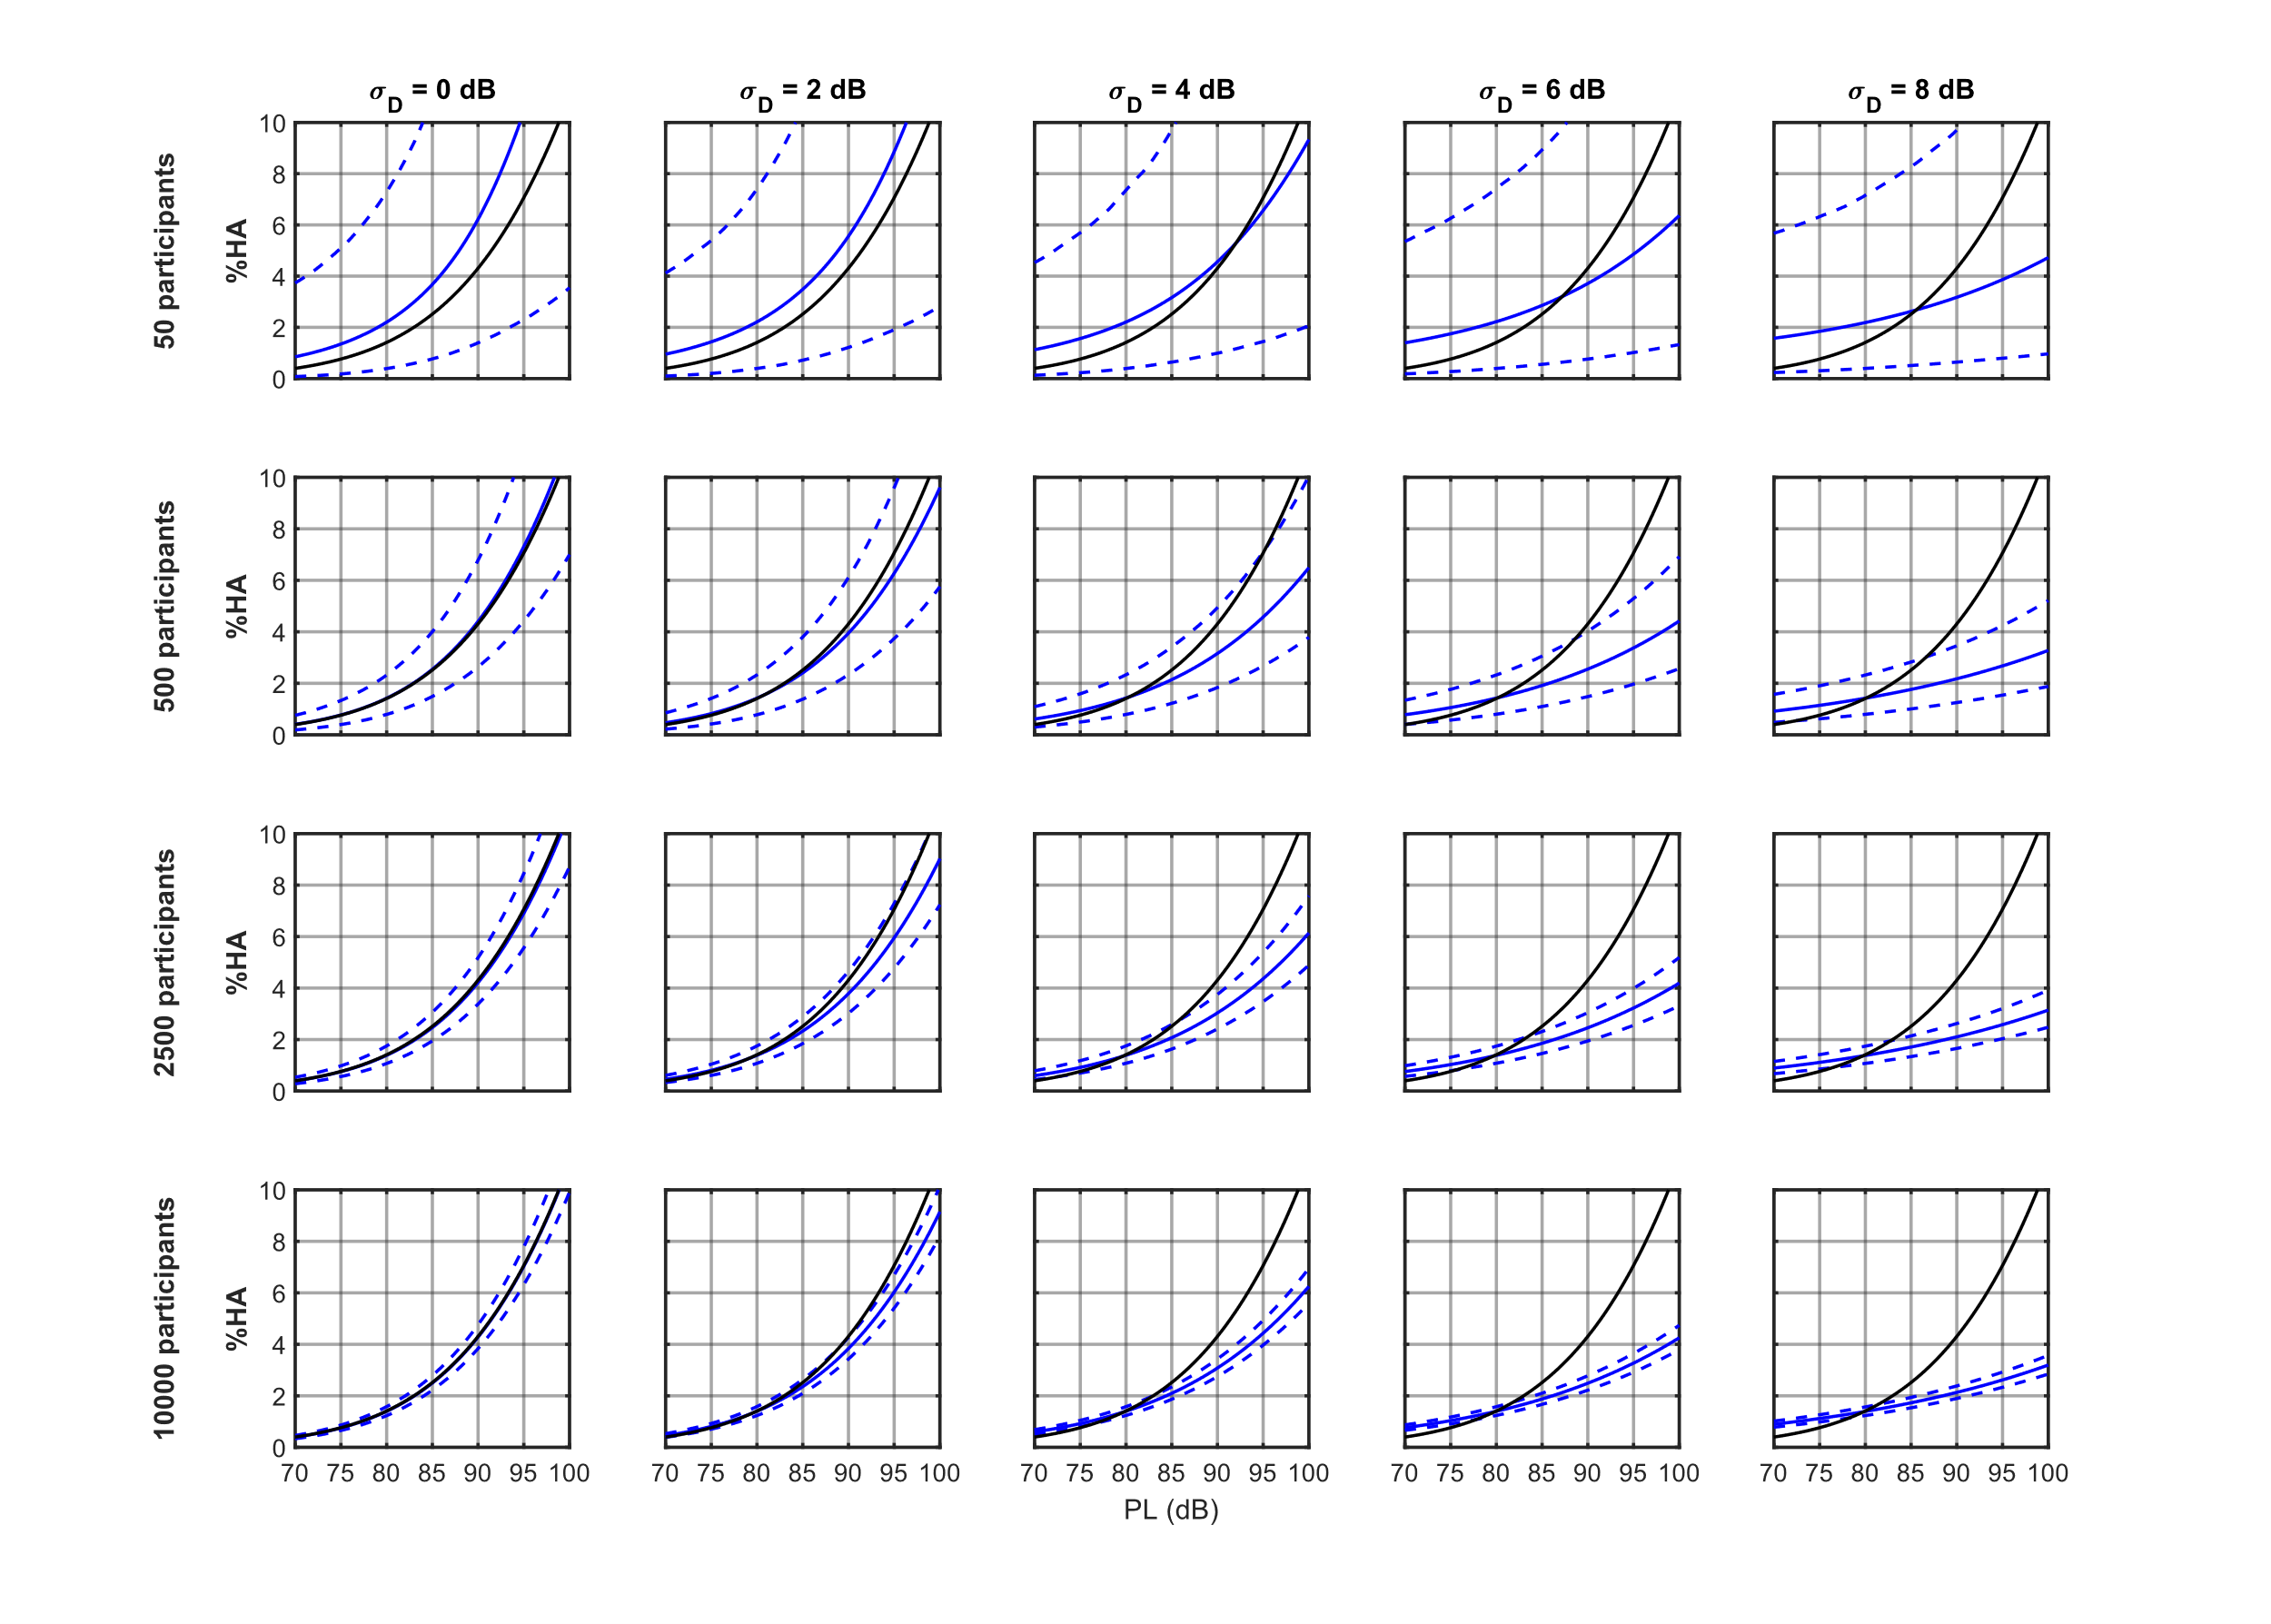 σD = 0 dB
σD = 2 dB
σD = 4 dB
σD = 6 dB
σD = 8 dB
50 participants
%HA
10
8
6
4
2
0
500 participants
%HA
10
8
6
4
2
0
2500 participants
%HA
10
8
6
4
2
0
10000 participants
%HA
10
8
6
4
2
0
70 75 80 85 90 95 100
70 75 80 85 90 95 100
70 75 80 85 90 95 100
70 75 80 85 90 95 100
70 75 80 85 90 95 100
PL (dB)